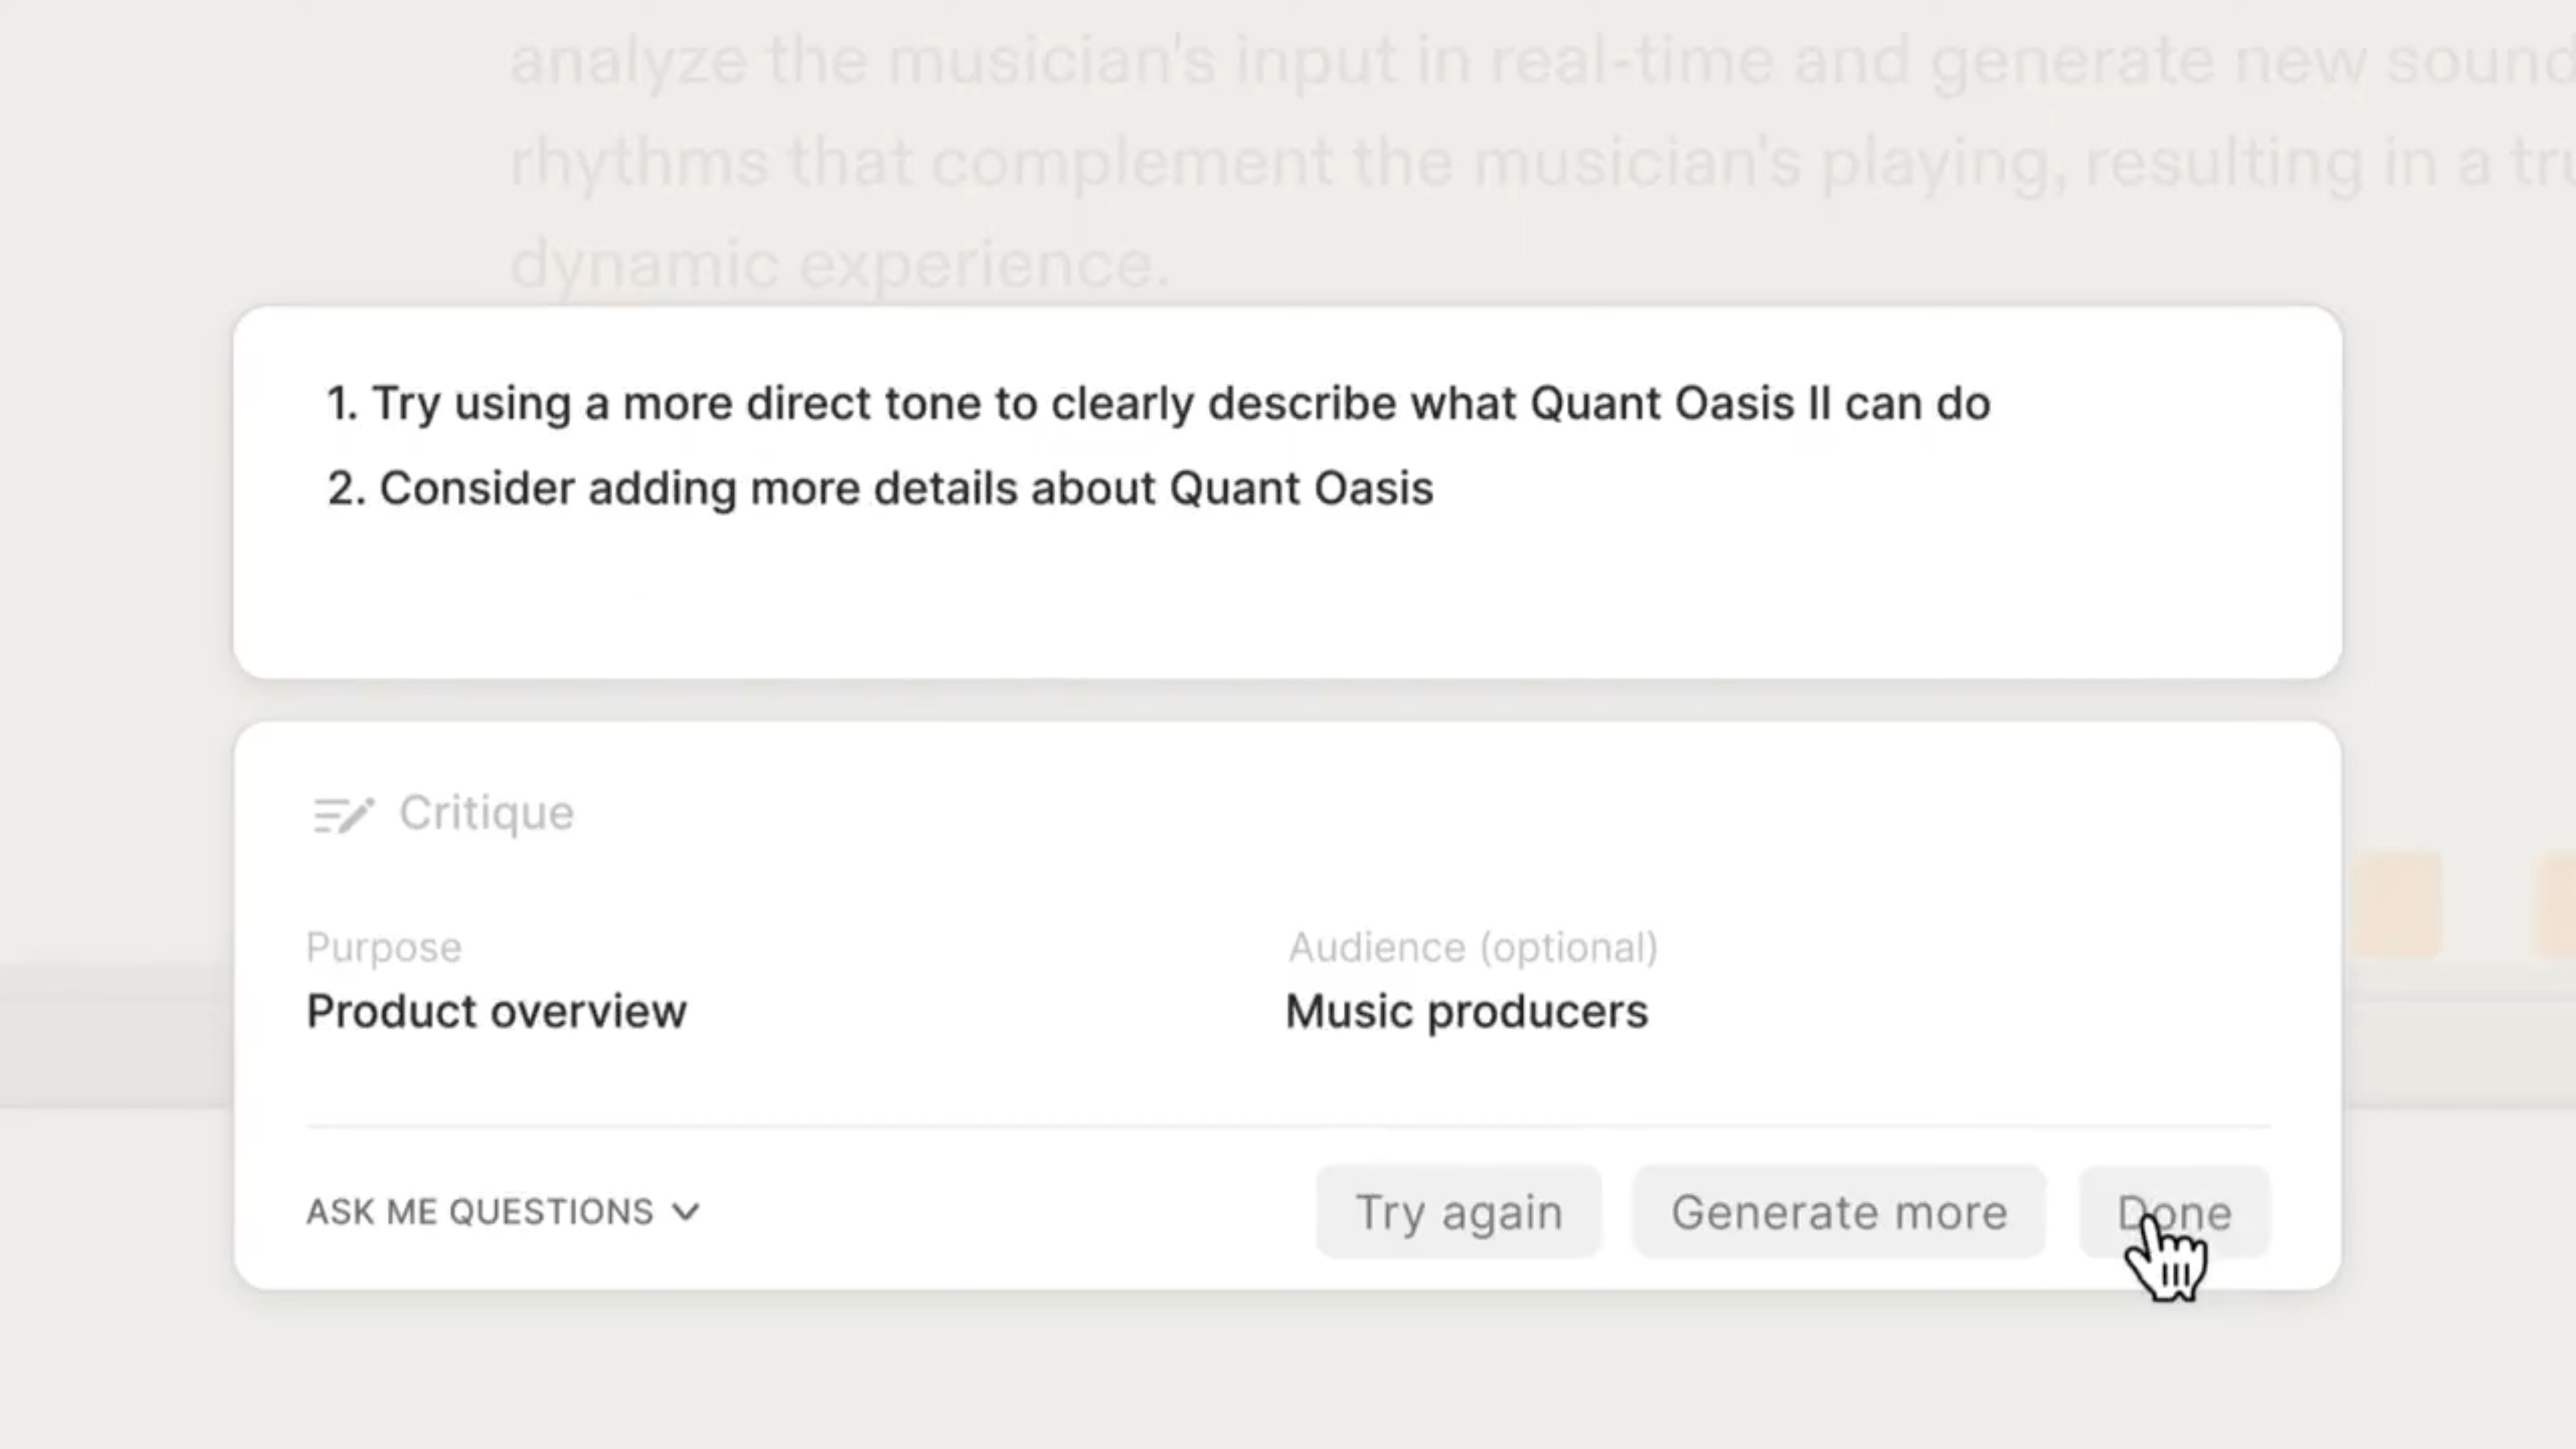 analyze the musician's input in real-time and generate new sound
rhythms that complement the musician's playing, resulting in a
dynamic experience.
1. Try using a more direct tone to clearly describe what Quant Oasis II can do
2. Consider adding more details about Quant Oasis
Critique
Purpose
Audience (optional)
Product overview
Music producers
ASK ME QUESTIONS
Try again
Generate more
Done